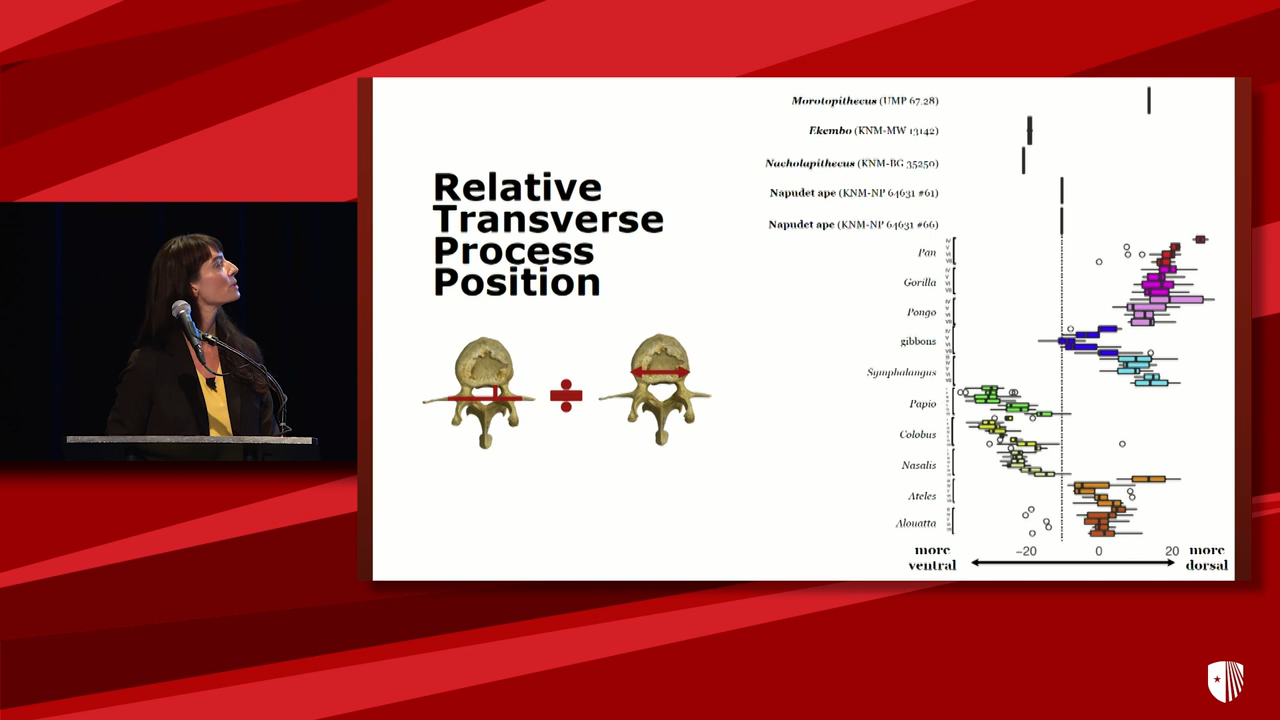 Relative
Transverse
Process
Position
Morotopithecus (UMP 67.28)
Ekembo (KNM-MW 13142)
Nacholapithecus (KNM-BG 35250)
Napudet ape (KNM-NP 64631 #61)
Napudet ape (KNM-NP 64631 #66)
Pan
Gorilla
Pongo
gibbons
Symphalangus
Papio
Colobus
Nasalis
Ateles
Alouatta
−20 0 20
more ventral
more dorsal